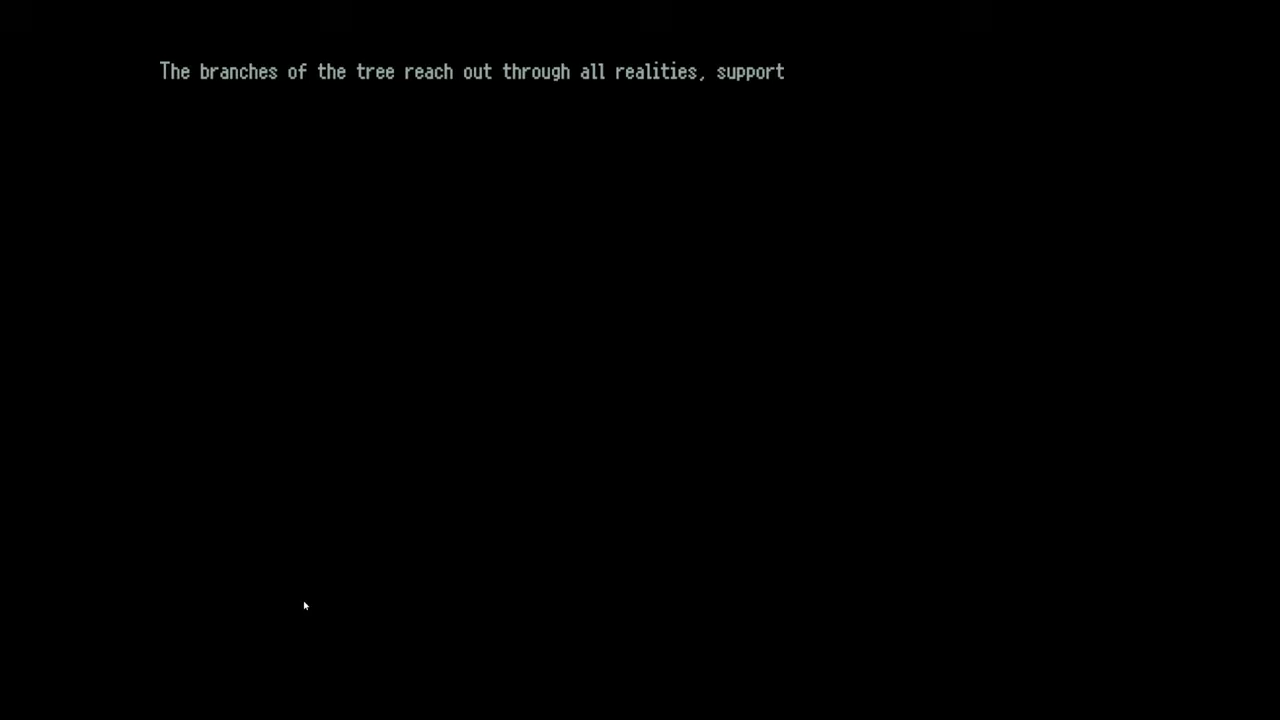 The branches of the tree reach out through all realities, support